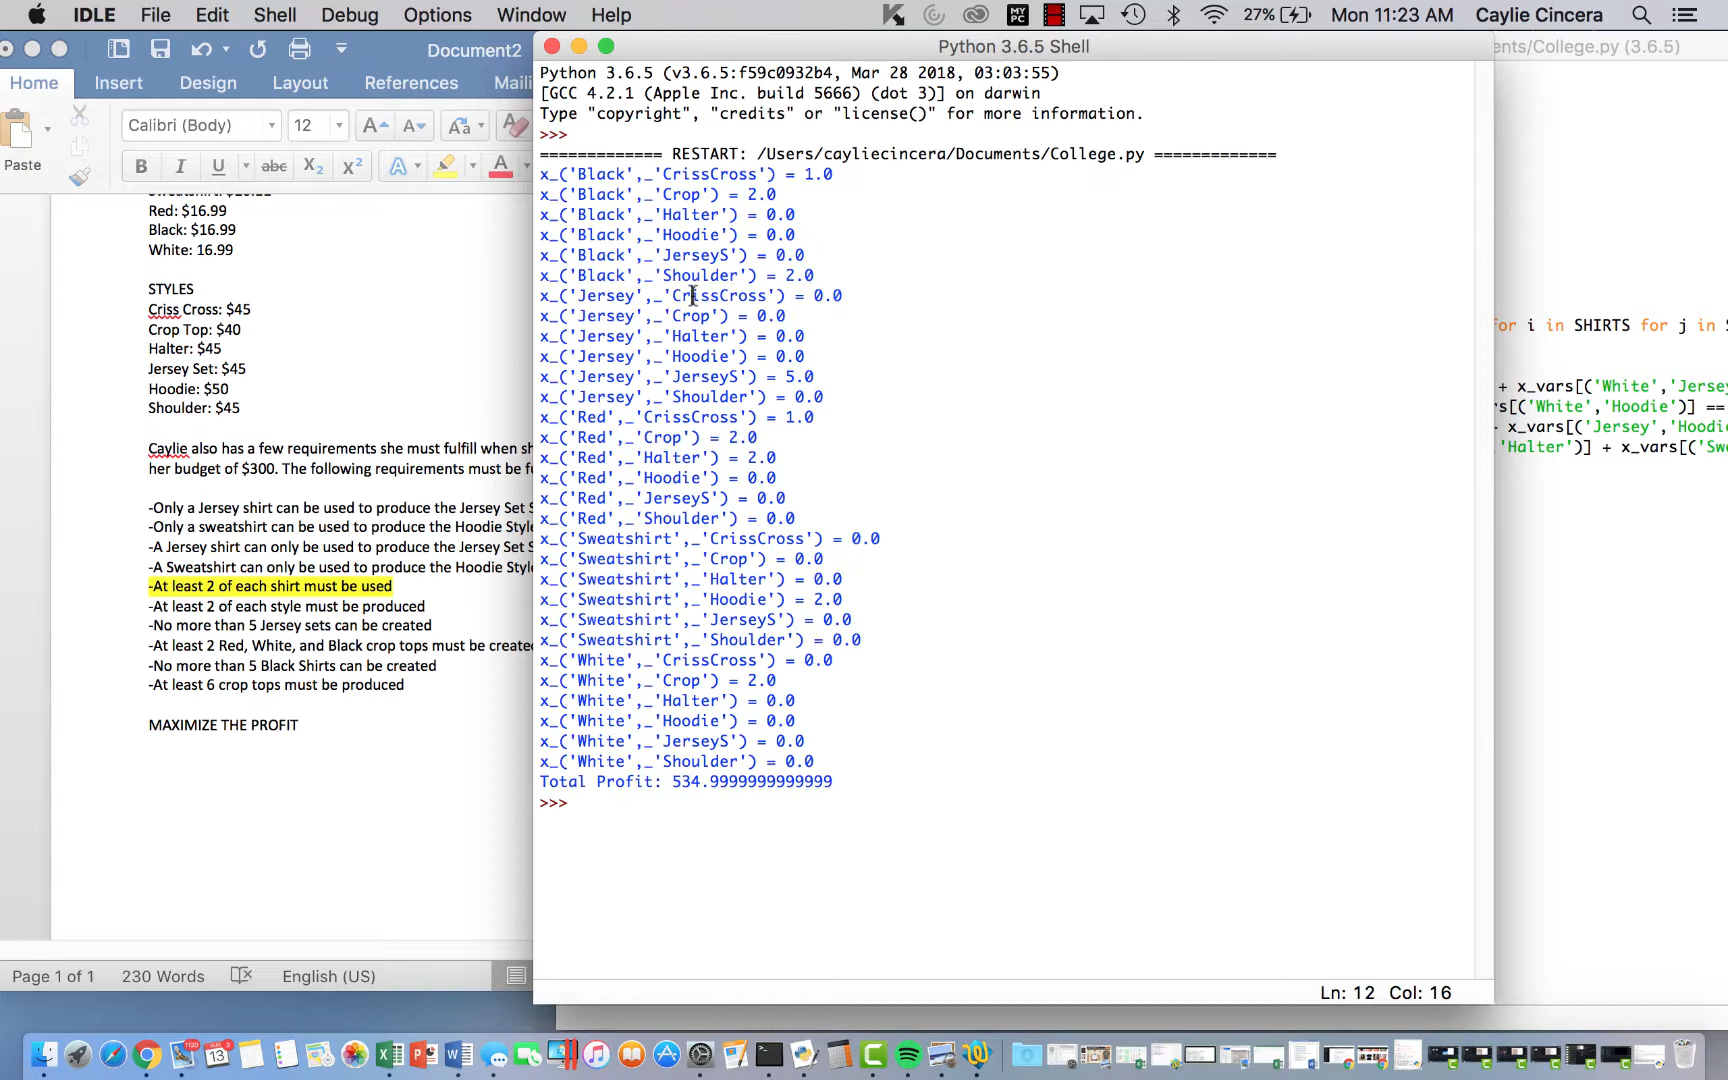 IDLE File Edit Shell Debug Options Window Help
MY PC
27% Mon 11:23 AM Caylie Cincera
Document2
Home Insert Design Layout References Maili
Paste
Calibri (Body) 12
B I U abc X₂ X² A A
Red: $16.99
Black: $16.99
White: 16.99
STYLES
Criss Cross: $45
Crop Top: $40
Halter: $45
Jersey Set: $45
Hoodie: $50
Shoulder: $45
Caylie also has a few requirements she must fulfill when sh
her budget of $300. The following requirements must be fu
-Only a Jersey shirt can be used to produce the Jersey Set S
-Only a sweatshirt can be used to produce the Hoodie Style
-A Jersey shirt can only be used to produce the Jersey Set S
-A Sweatshirt can only be used to produce the Hoodie Style
-At least 2 of each shirt must be used
-At least 2 of each style must be produced
-No more than 5 Jersey sets can be created
-At least 2 Red, White, and Black crop tops must be created
-No more than 5 Black Shirts can be created
-At least 6 crop tops must be produced
MAXIMIZE THE PROFIT
Page 1 of 1 230 Words English (US)
Python 3.6.5 Shell
Python 3.6.5 (v3.6.5:f59c0932b4, Mar 28 2018, 03:03:55)
[GCC 4.2.1 (Apple Inc. build 5666) (dot 3)] on darwin
Type "copyright", "credits" or "license()" for more information.
>>>
============= RESTART: /Users/cayliecincera/Documents/College.py =============
x_('Black',_'CrissCross') = 1.0
x_('Black',_'Crop') = 2.0
x_('Black',_'Halter') = 0.0
x_('Black',_'Hoodie') = 0.0
x_('Black',_'JerseyS') = 0.0
x_('Black',_'Shoulder') = 2.0
x_('Jersey',_'CrissCross') = 0.0
x_('Jersey',_'Crop') = 0.0
x_('Jersey',_'Halter') = 0.0
x_('Jersey',_'Hoodie') = 0.0
x_('Jersey',_'JerseyS') = 5.0
x_('Jersey',_'Shoulder') = 0.0
x_('Red',_'CrissCross') = 1.0
x_('Red',_'Crop') = 2.0
x_('Red',_'Halter') = 2.0
x_('Red',_'Hoodie') = 0.0
x_('Red',_'JerseyS') = 0.0
x_('Red',_'Shoulder') = 0.0
x_('Sweatshirt',_'CrissCross') = 0.0
x_('Sweatshirt',_'Crop') = 0.0
x_('Sweatshirt',_'Halter') = 0.0
x_('Sweatshirt',_'Hoodie') = 2.0
x_('Sweatshirt',_'JerseyS') = 0.0
x_('Sweatshirt',_'Shoulder') = 0.0
x_('White',_'CrissCross') = 0.0
x_('White',_'Crop') = 2.0
x_('White',_'Halter') = 0.0
x_('White',_'Hoodie') = 0.0
x_('White',_'JerseyS') = 0.0
x_('White',_'Shoulder') = 0.0
Total Profit: 534.9999999999999
>>>
Ln: 12 Col: 16
ents/College.py (3.6.5)
for i in SHIRTS for j in S
+ x_vars[('White','Jersey
rs[('White','Hoodie')] ==
+ x_vars[('Jersey','Hoodi
'Halter')] + x_vars[('Swe